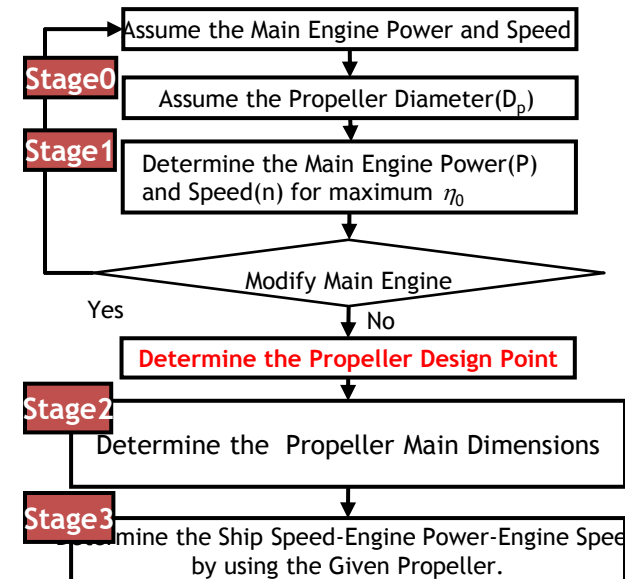 Assume the Main Engine Power and Speed
Stage0
Assume the Propeller Diameter(Dp)
Stage1
Determine the Main Engine Power(P)
and Speed(n) for maximum η0
Modify Main Engine
Yes
No
Determine the Propeller Design Point
Stage2
Determine the Propeller Main Dimensions
Stage3
Determine the Ship Speed-Engine Power-Engine Spee
by using the Given Propeller.